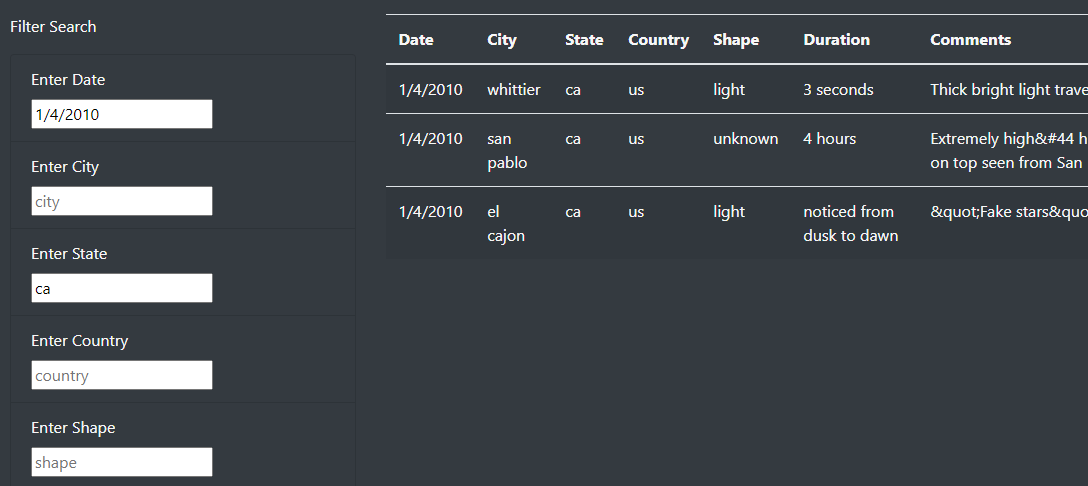 Filter Search
Enter Date
1/4/2010
Enter City
city
Enter State
ca
Enter Country
country
Enter Shape
shape
Date City State Country Shape Duration Comments
1/4/2010 whittier ca us light 3 seconds Thick bright light trave
1/4/2010 san ca us unknown 4 hours Extremely high&#44 h
pablo on top seen from San
1/4/2010 el ca us light noticed from &quot;Fake stars&quo
cajon dusk to dawn